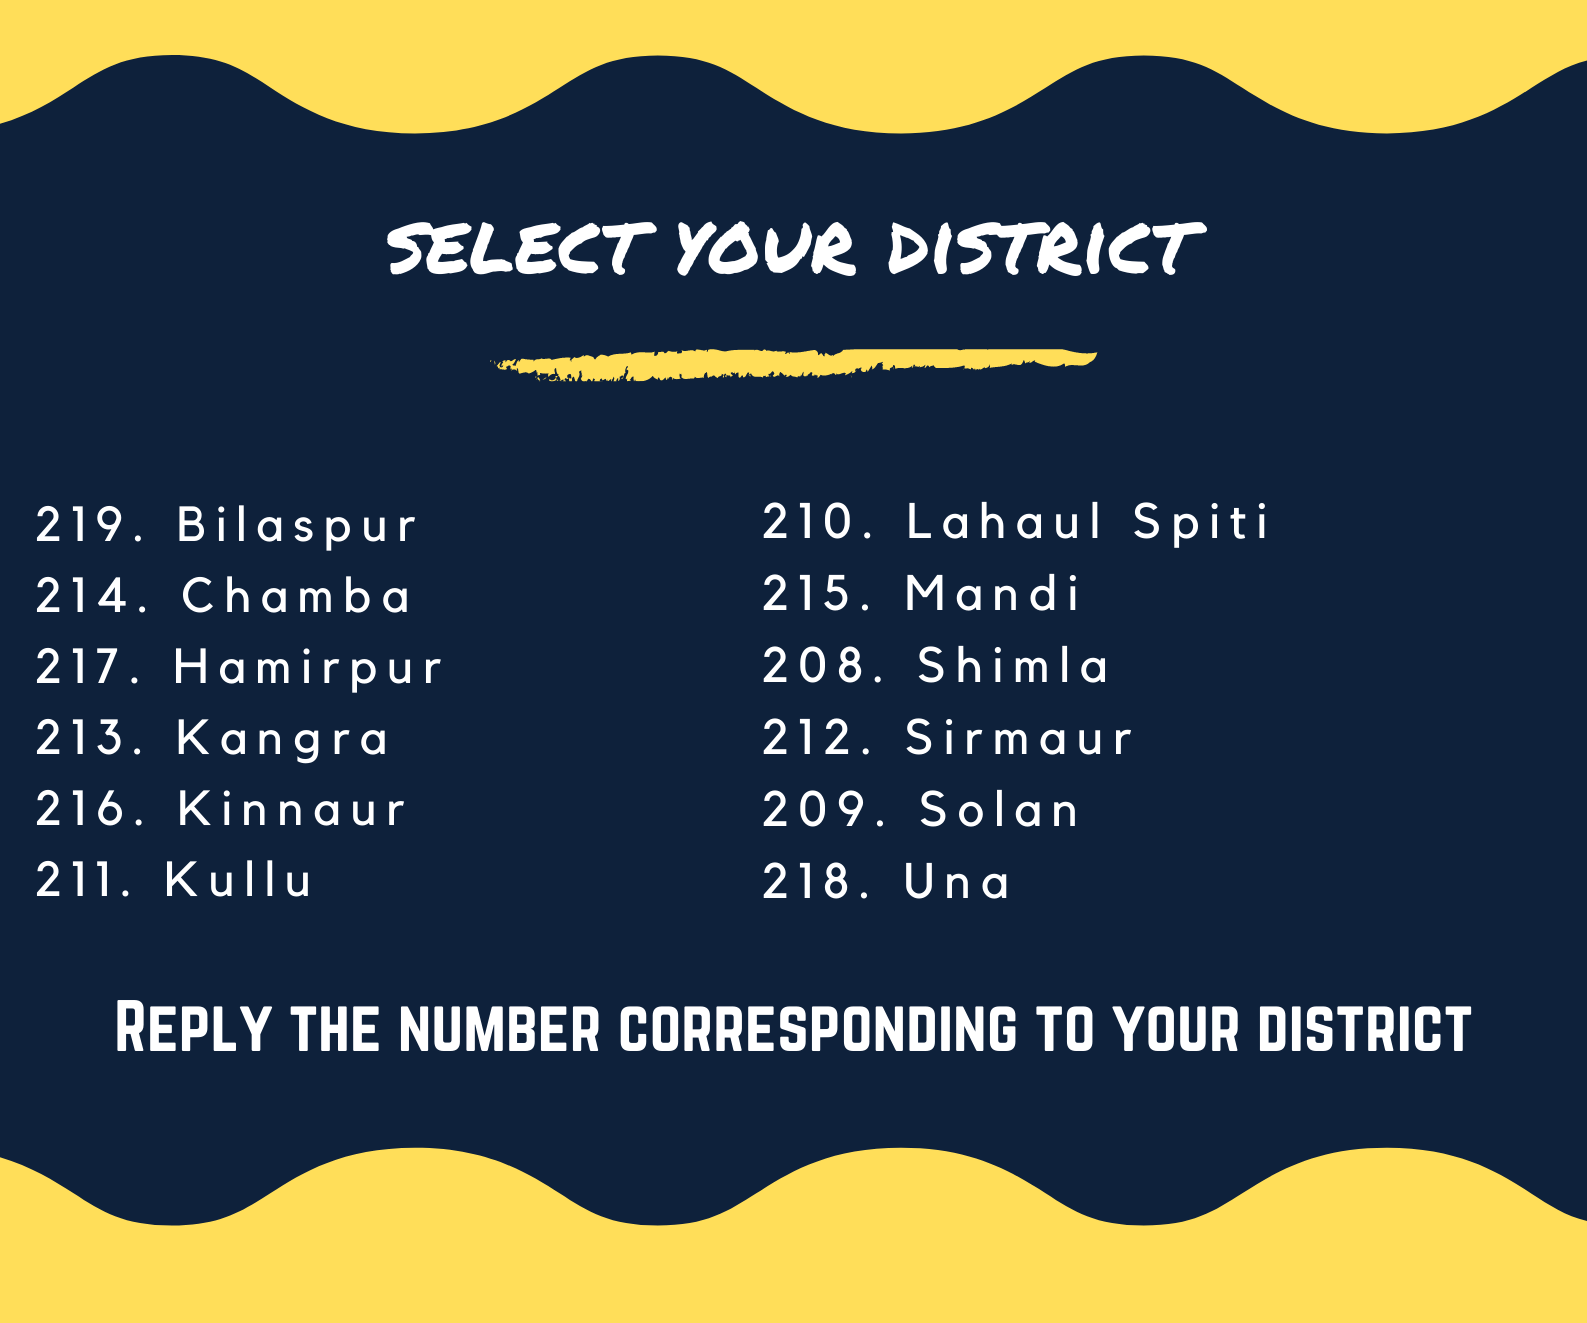 SELECT YOUR DISTRICT
219. Bilaspur
214. Chamba
217. Hamirpur
213. Kangra
216. Kinnaur
211. Kullu
210. Lahaul Spiti
215. Mandi
208. Shimla
212. Sirmaur
209. Solan
218. Una
REPLY THE NUMBER CORRESPONDING TO YOUR DISTRICT